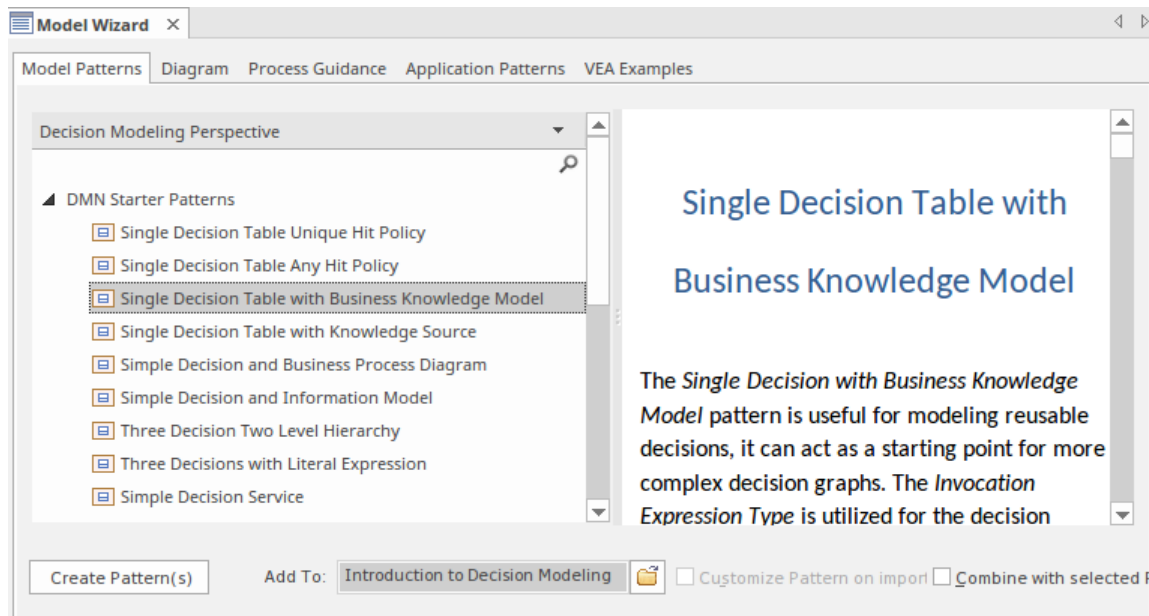 Model Wizard
Model Patterns Diagram Process Guidance Application Patterns VEA Examples
Decision Modeling Perspective
DMN Starter Patterns
Single Decision Table Unique Hit Policy
Single Decision Table Any Hit Policy
Single Decision Table with Business Knowledge Model
Single Decision Table with Knowledge Source
Simple Decision and Business Process Diagram
Simple Decision and Information Model
Three Decision Two Level Hierarchy
Three Decisions with Literal Expression
Simple Decision Service
Single Decision Table with
Business Knowledge Model
The Single Decision with Business Knowledge
Model pattern is useful for modeling reusable
decisions, it can act as a starting point for more
complex decision graphs. The Invocation
Expression Type is utilized for the decision
Create Pattern(s) Add To: Introduction to Decision Modeling Customize Pattern on import Combine with selected